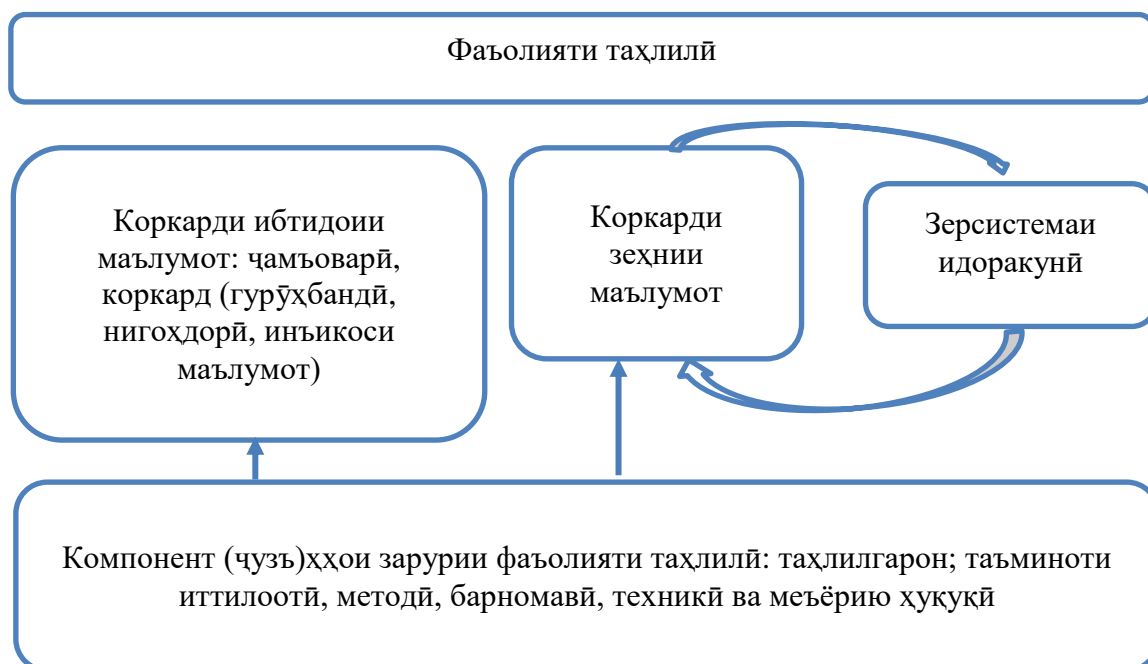 Фаъолияти таҳлилӣ
Коркарди ибтидоии
маълумот: ҷамъоварӣ,
коркард (гурӯҳбандӣ,
нигоҳдорӣ, инъикоси
маълумот)
Коркарди
зеҳнии
маълумот
Зерсистемаи
идоракунӣ
Компонент (ҷузъ)ҳҳои зарурии фаъолияти таҳлилӣ: таҳлилгарон; таъминоти
иттилоотӣ, методӣ, барномавӣ, техникӣ ва меъёрию ҳуқуқӣ